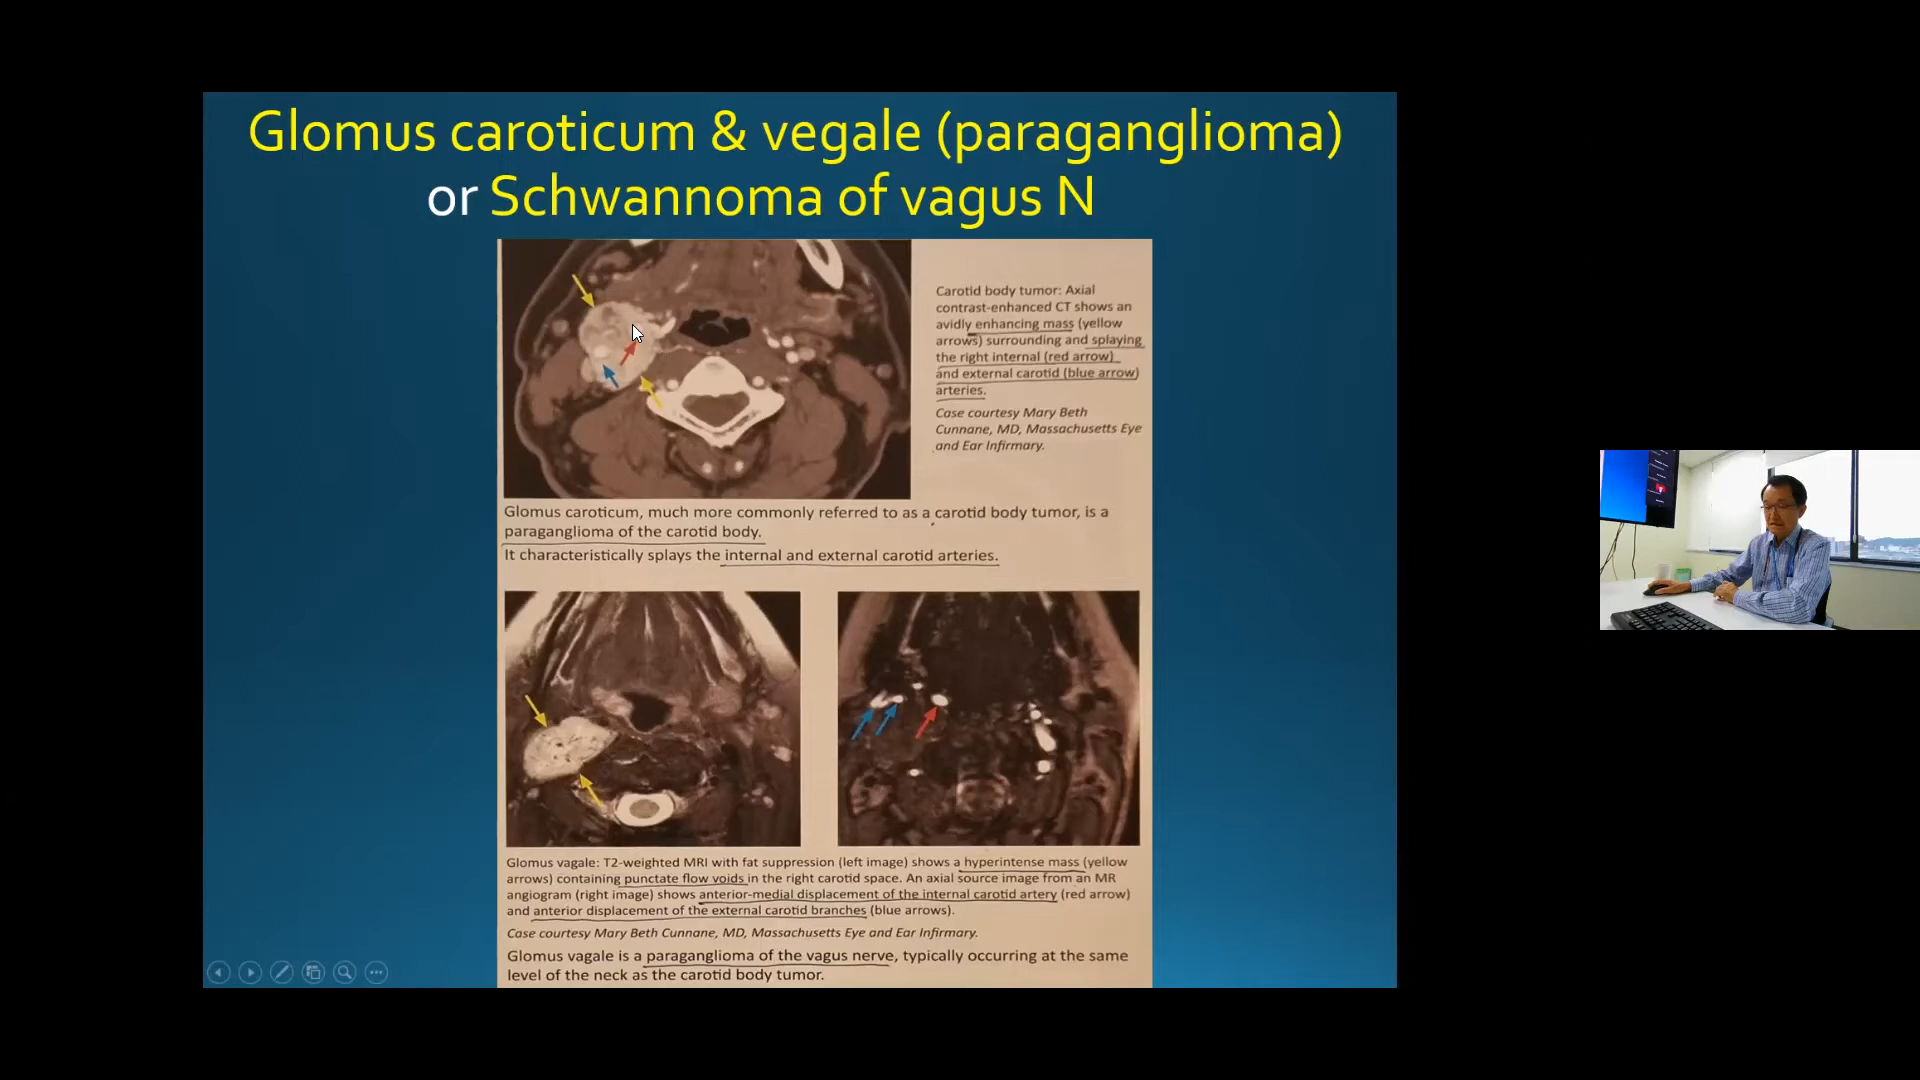 Glomus caroticum & vegale (paraganglioma)
or Schwannoma of vagus N
Carotid body tumor: Axial
contrast-enhanced CT shows an
avidly enhancing mass (yellow
arrows) surrounding and splaying
the right internal (red arrow)
and external carotid (blue arrow)
arteries.
Case courtesy Mary Beth
Cunnane, MD, Massachusetts Eye
and Ear Infirmary.
Glomus caroticum, much more commonly referred to as a carotid body tumor, is a
paraganglioma of the carotid body.
It characteristically splays the internal and external carotid arteries.
Glomus vagale: T2-weighted MRI with fat suppression (left image) shows a hyperintense mass (yellow
arrows) containing punctate flow voids in the right carotid space. An axial source image from an MR
angiogram (right image) shows anterior-medial displacement of the internal carotid artery (red arrow)
and anterior displacement of the external carotid branches (blue arrows).
Case courtesy Mary Beth Cunnane, MD, Massachusetts Eye and Ear Infirmary.
Glomus vagale is a paraganglioma of the vagus nerve, typically occurring at the same
level of the neck as the carotid body tumor.